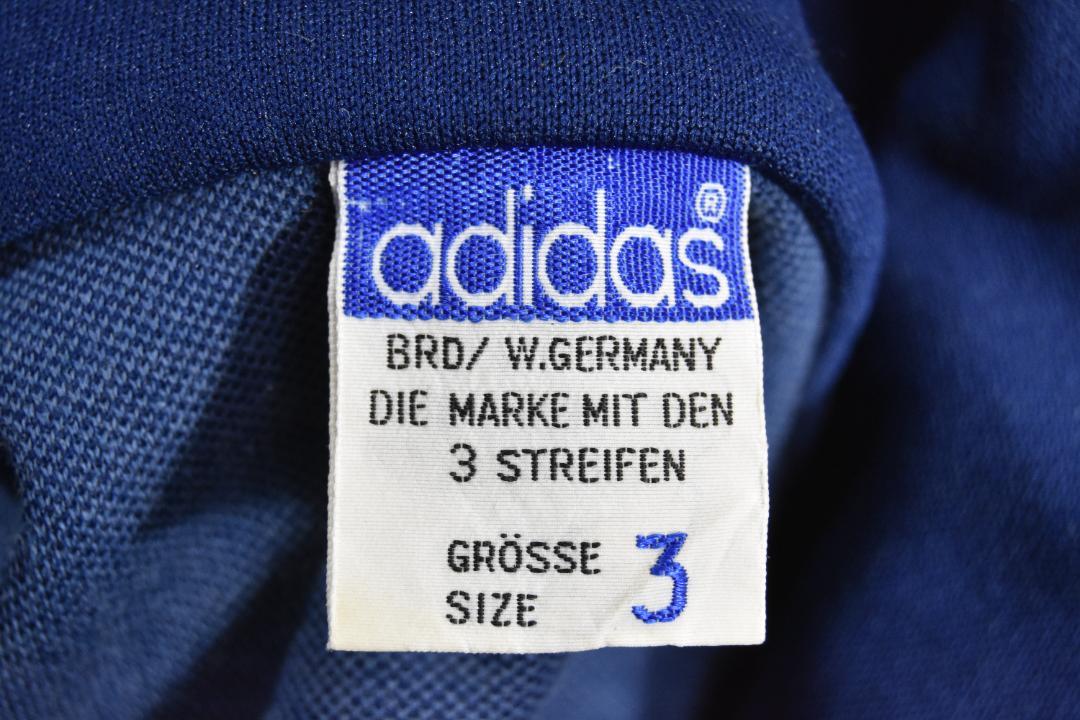 adidas®
BRD/ W.GERMANY
DIE MARKE MIT DEN
3 STREIFEN
GRÖSSE 3
SIZE